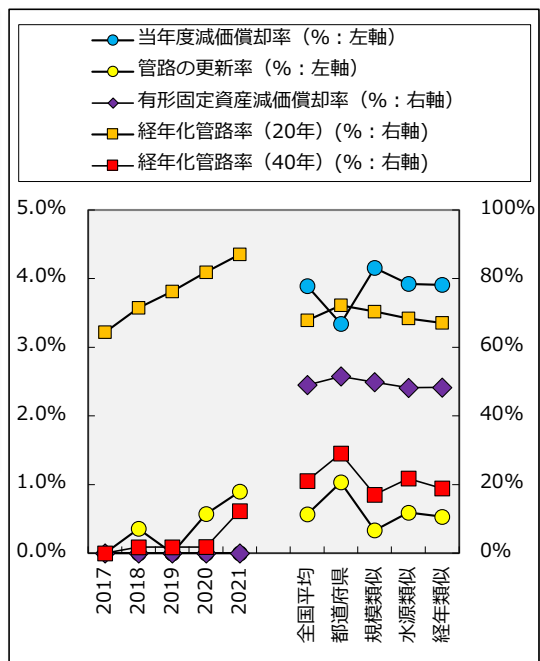 当年度減価償却率（%：左軸）
管路の更新率（%：左軸）
有形固定資産減価償却率（%：右軸）
経年化管路率（20年）(%：右軸)
経年化管路率（40年）(%：右軸)
5.0%
4.0%
3.0%
2.0%
1.0%
0.0%
100%
80%
60%
40%
20%
0%
2017
2018
2019
2020
2021
全国平均
都道府県
規模類似
水源類似
経年類似